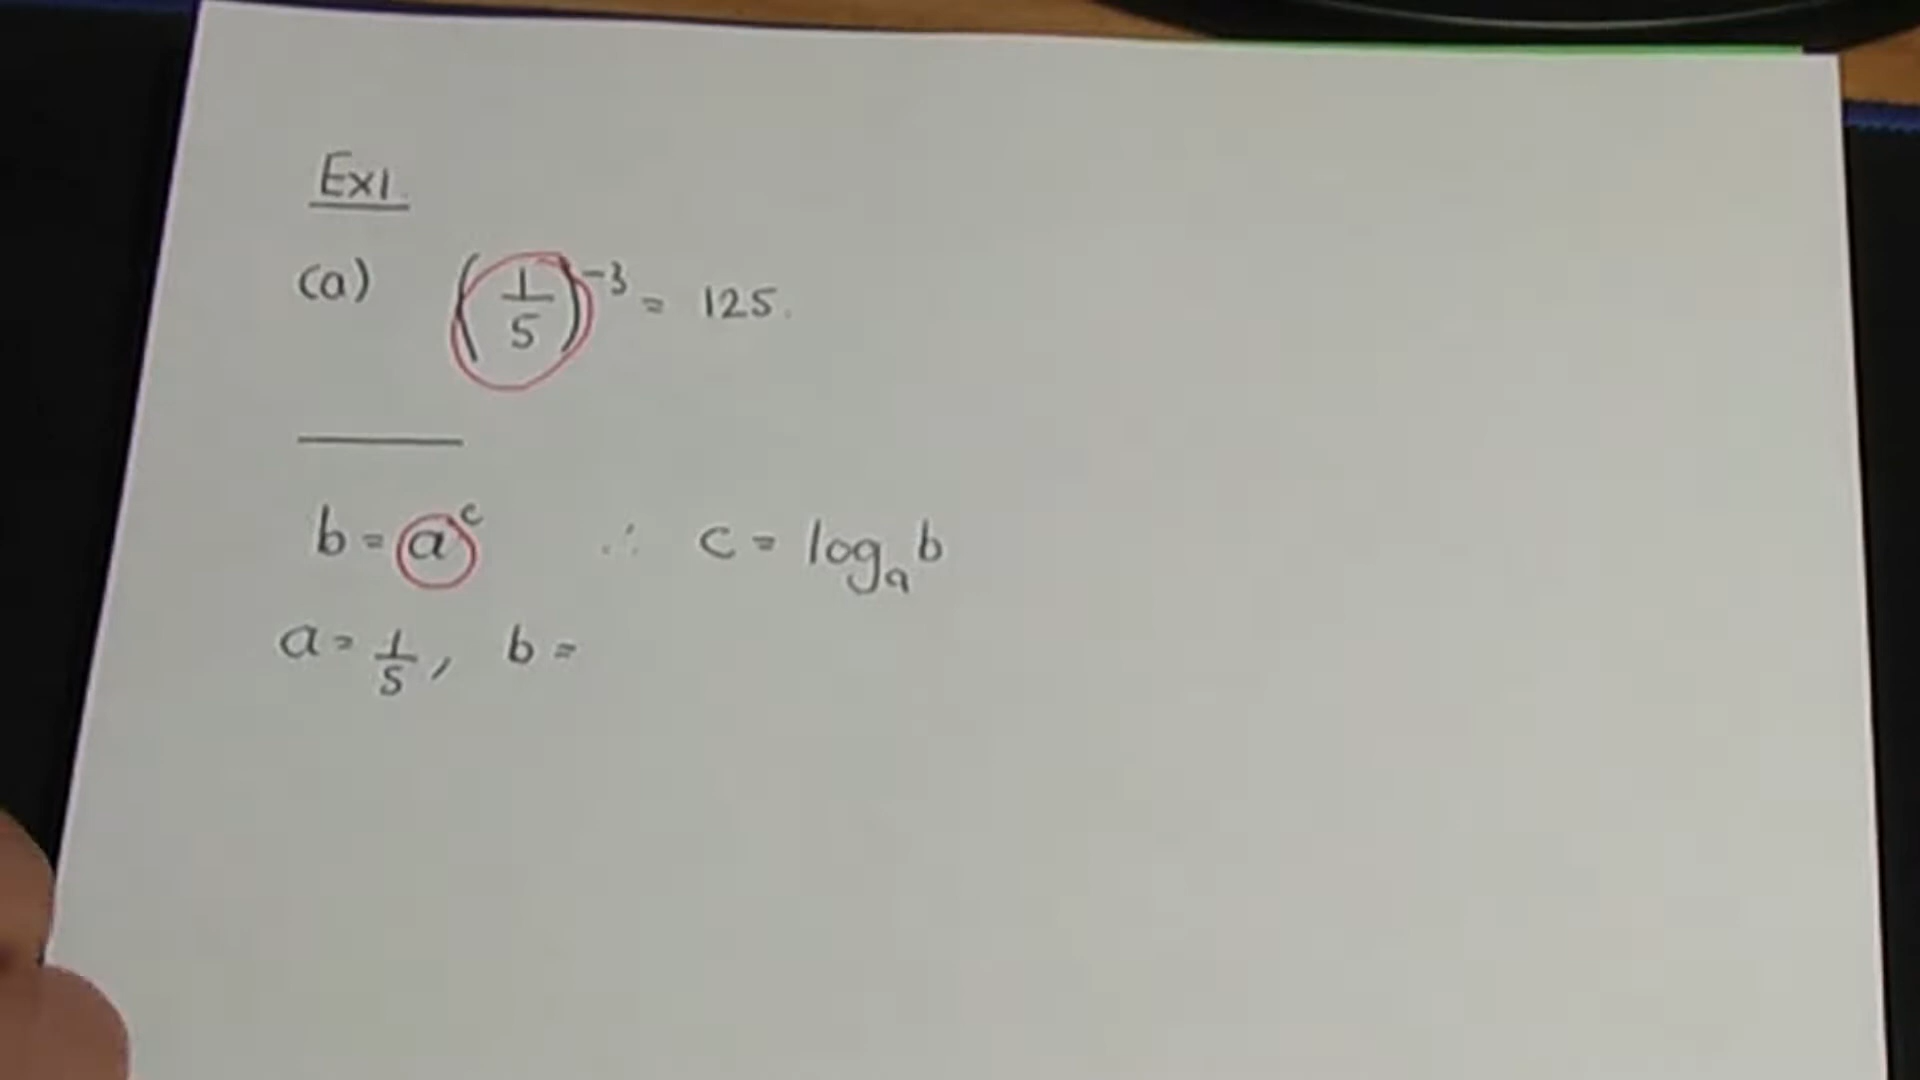 Ex1.
(a) (1/5)^-3 = 125.
b = a^c ∴ c = log_a b
a = 1/5, b =